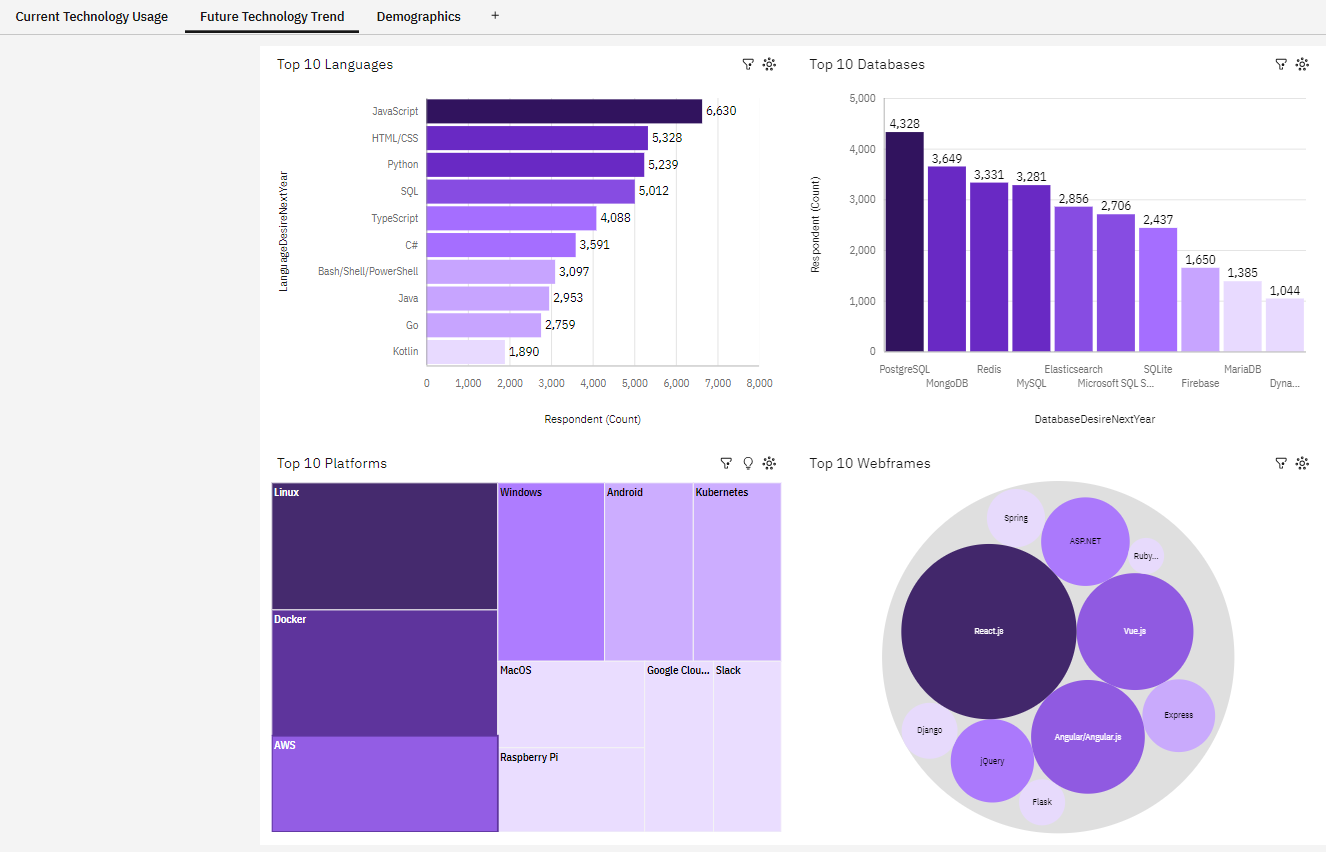 Current Technology Usage
Future Technology Trend
Demographics
+
Top 10 Languages
LanguageDesireNextYear
JavaScript 6,630
HTML/CSS 5,328
Python 5,239
SQL 5,012
TypeScript 4,088
C# 3,591
Bash/Shell/PowerShell 3,097
Java 2,953
Go 2,759
Kotlin 1,890
0 1,000 2,000 3,000 4,000 5,000 6,000 7,000 8,000
Respondent (Count)
Top 10 Databases
Respondent (Count)
5,000
4,000
3,000
2,000
1,000
0
4,328
3,649
3,331
3,281
2,856
2,706
2,437
1,650
1,385
1,044
PostgreSQL
MongoDB
Redis
MySQL
Elasticsearch
Microsoft SQL S...
SQLite
Firebase
MariaDB
Dyna...
DatabaseDesireNextYear
Top 10 Platforms
Linux
Docker
AWS
Windows
Android
Kubernetes
MacOS
Raspberry Pi
Google Clou...
Slack
Top 10 Webframes
Spring
ASP.NET
Ruby...
React.js
Vue.js
Express
Django
Angular/Angular.js
jQuery
Flask